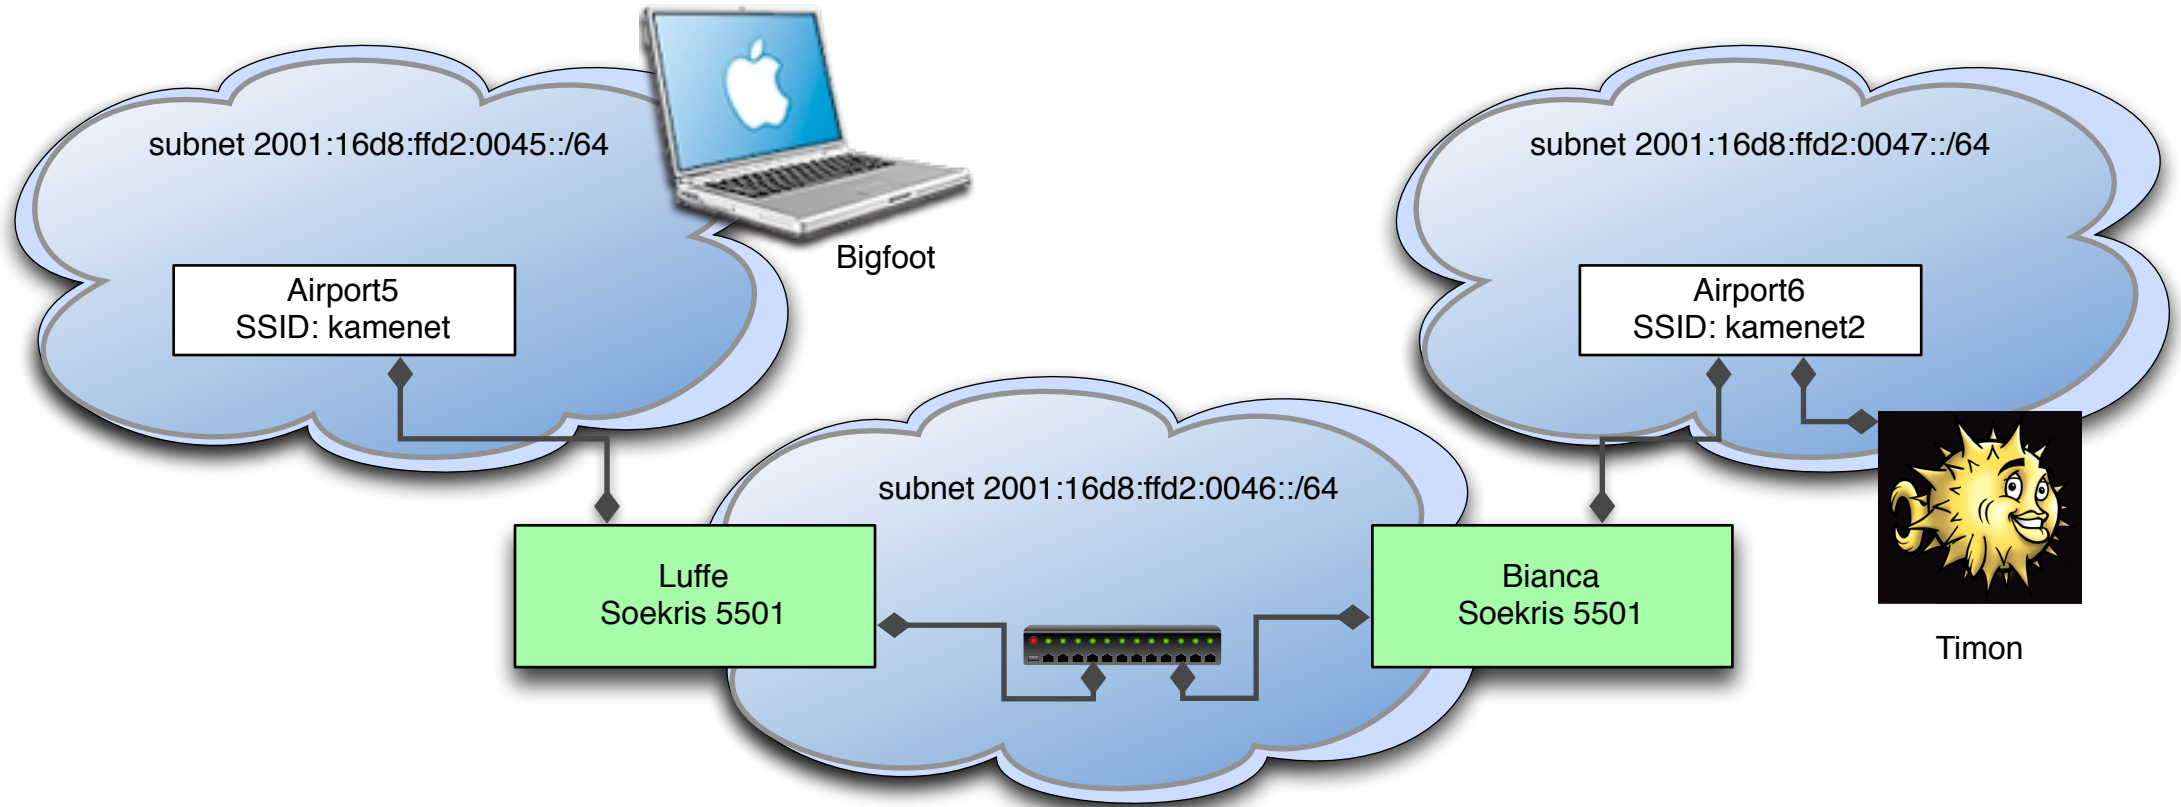 subnet 2001:16d8:ffd2:0045::/64
Bigfoot
Airport5
SSID: kamenet
subnet 2001:16d8:ffd2:0047::/64
Airport6
SSID: kamenet2
subnet 2001:16d8:ffd2:0046::/64
Luffe
Soekris 5501
Bianca
Soekris 5501
Timon